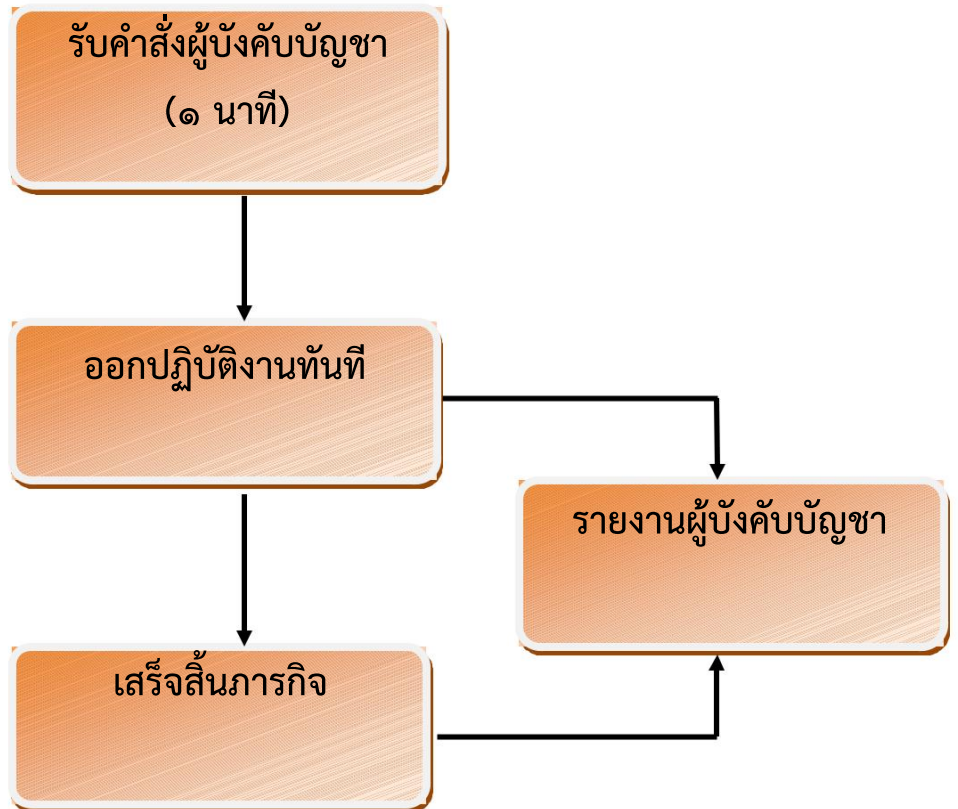 รับคำสั่งผู้บังคับบัญชา
(๑ นาที)
ออกปฏิบัติงานทันที
รายงานผู้บังคับบัญชา
เสร็จสิ้นภารกิจ